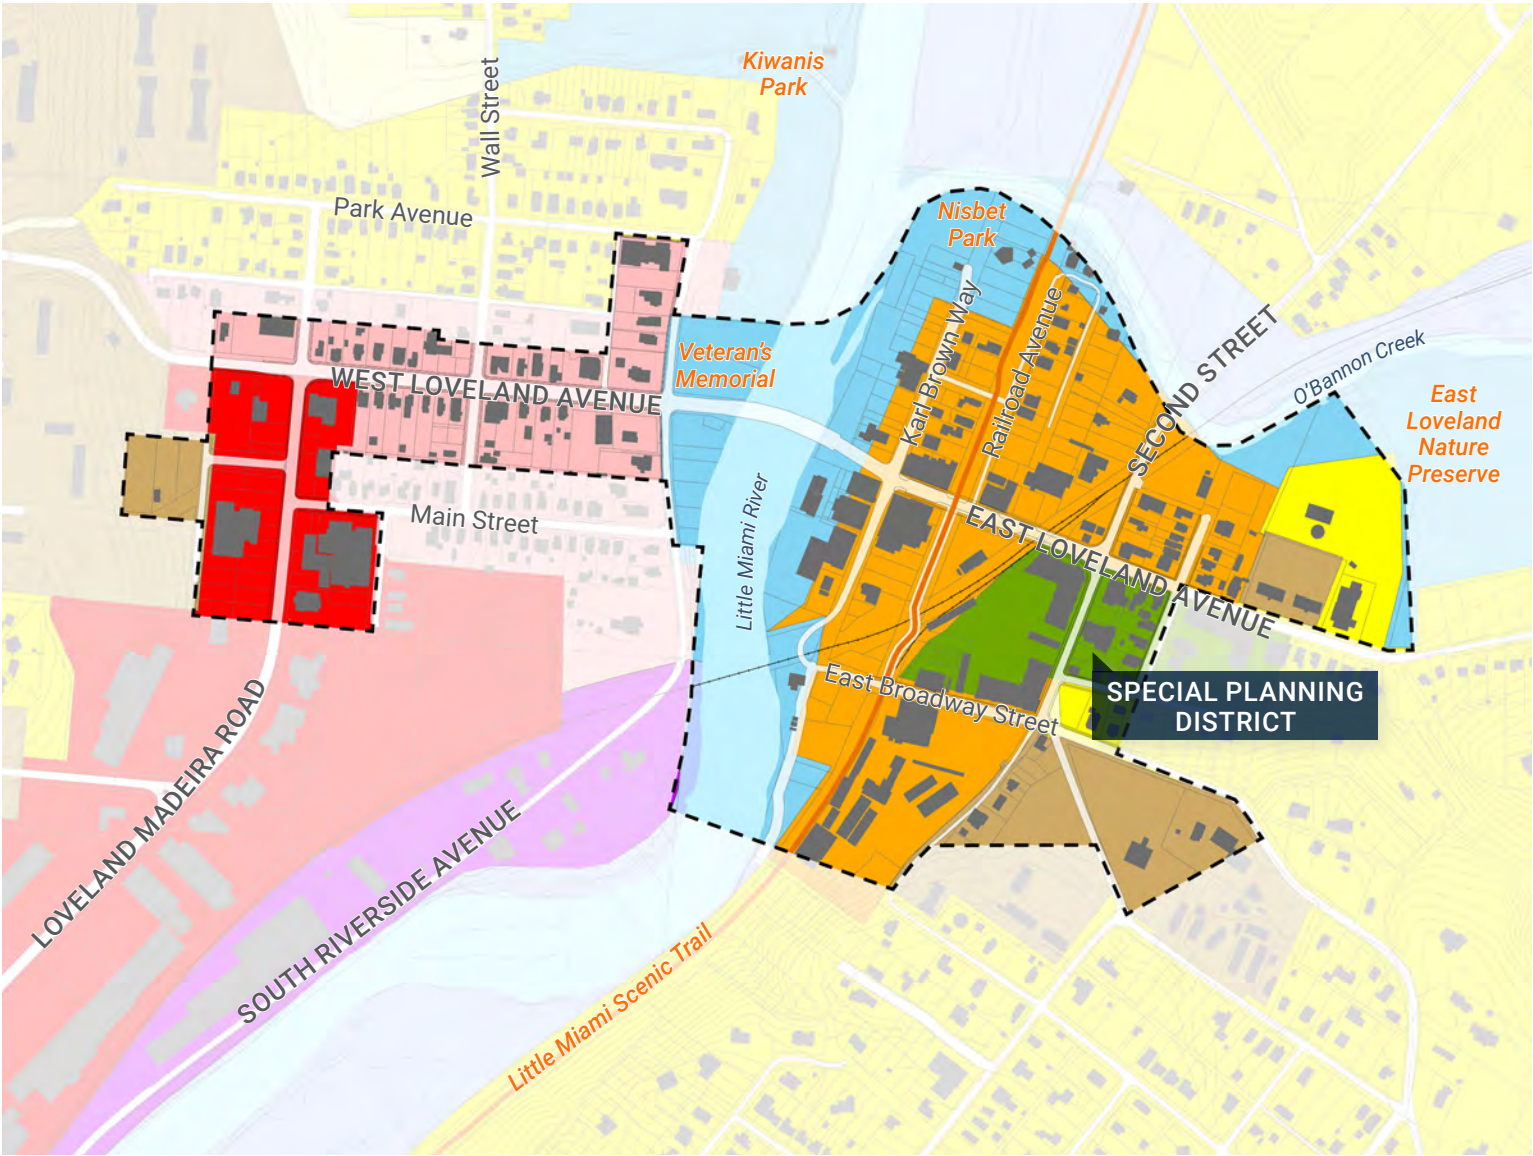 Kiwanis
Park
Wall Street
Park Avenue
Nisbet
Park
Karl Brown Way
Railroad Avenue
SECOND STREET
O'Bannon Creek
Veteran's
Memorial
WEST LOVELAND AVENUE
East
Loveland
Nature
Preserve
Main Street
Little Miami River
EAST LOVELAND AVENUE
East Broadway Street
SPECIAL PLANNING
DISTRICT
LOVELAND MADEIRA ROAD
SOUTH RIVERSIDE AVENUE
Little Miami Scenic Trail